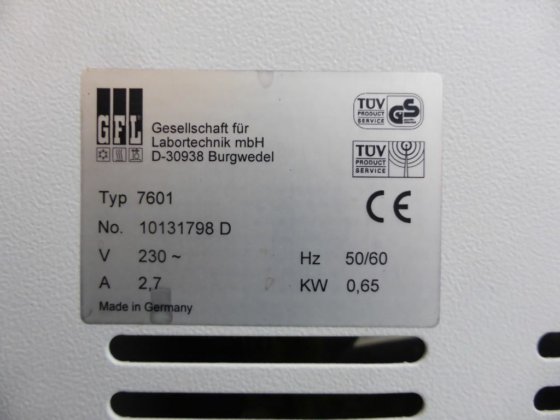 GFL
Gesellschaft für
Labortechnik mbH
D-30938 Burgwedel
TÜV
PRODUCT
SERVICE
GS
TÜV
PRODUCT
SERVICE
CE
Typ 7601
No. 10131798 D
V 230 ~ Hz 50/60
A 2,7 KW 0,65
Made in Germany